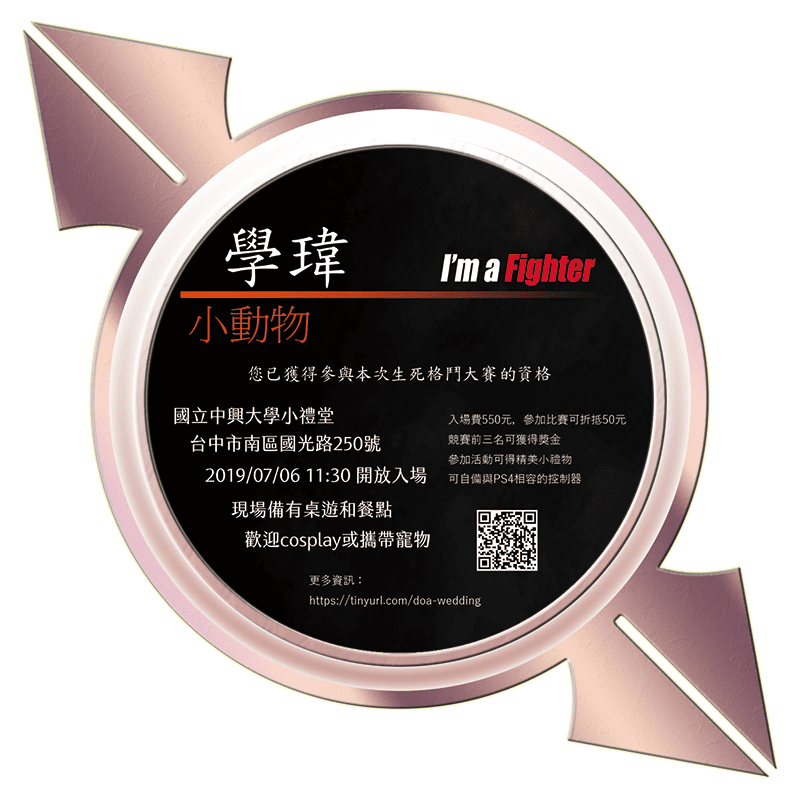 學瑋
I'm a Fighter
小動物
您已獲得參與本次生死格鬥大賽的資格
國立中興大學小禮堂
台中市南區國光路250號
2019/07/06 11:30 開放入場
現場備有桌遊和餐點
歡迎cosplay或攜帶寵物
入場費550元，參加比賽可折抵50元
競賽前三名可獲得獎金
參加活動可得精美小禮物
可自備與PS4相容的控制器
更多資訊：
https://tinyurl.com/doa-wedding